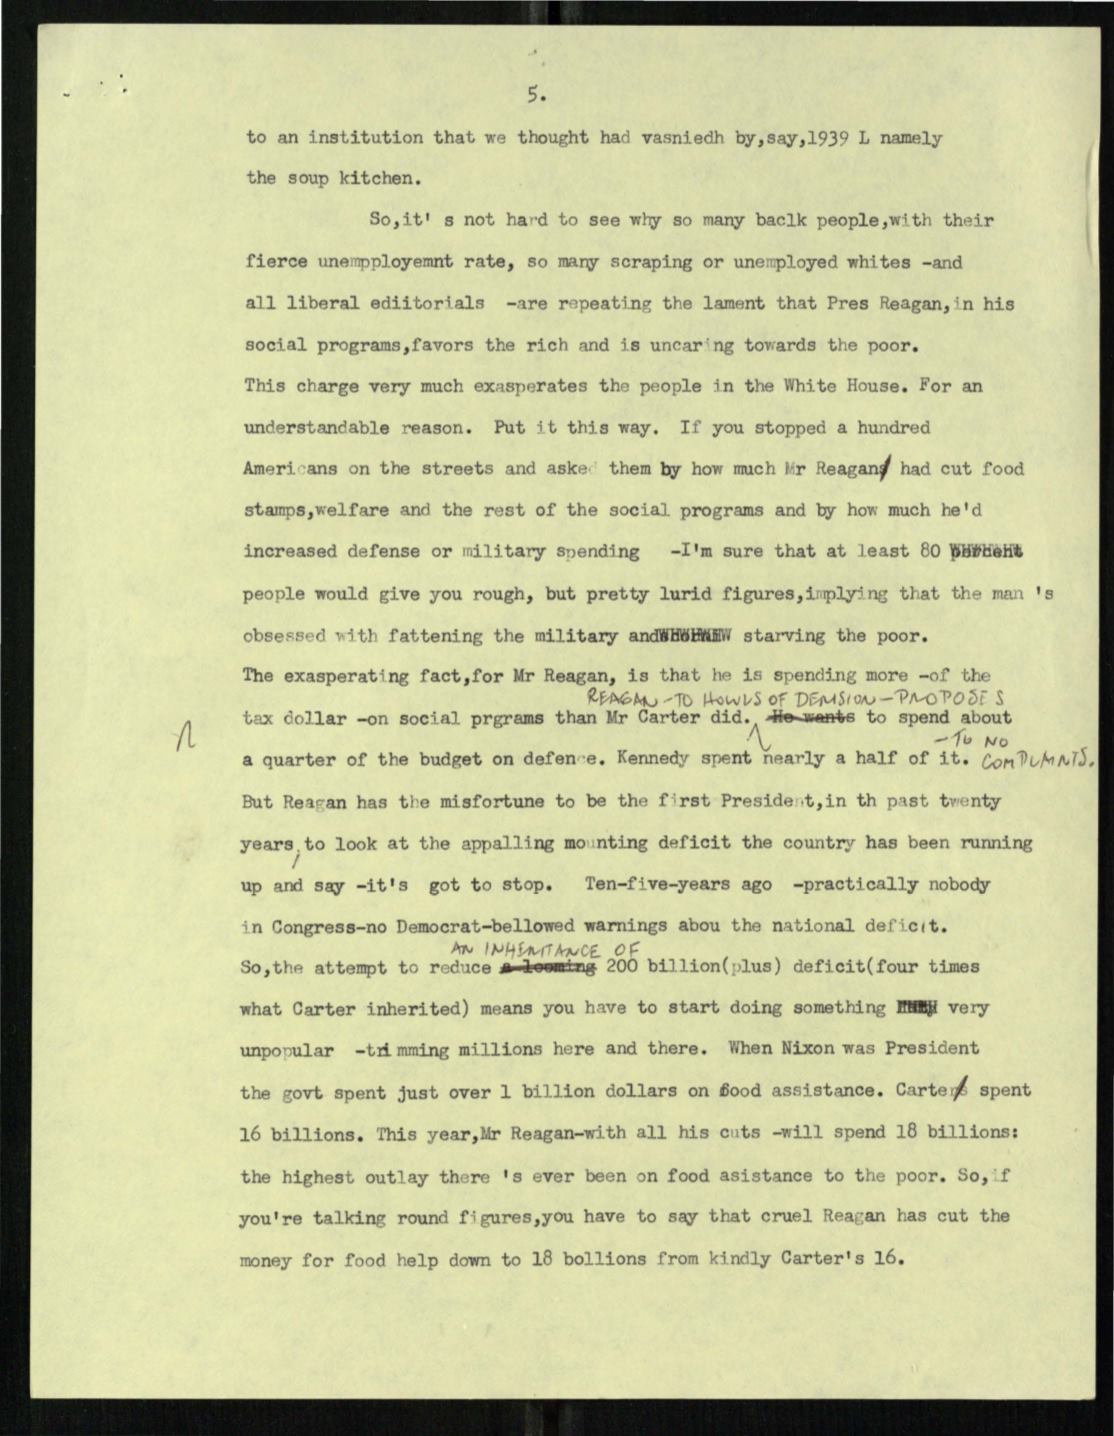 5.
to an institution that we thought had vasniedh by,say,1939 L namely
the soup kitchen.
So,it' s not hard to see why so many baclk people,with their
fierce unempployemnt rate, so many scraping or unemployed whites -and
all liberal ediitorials -are repeating the lament that Pres Reagan,in his
social programs,favors the rich and is uncaring towards the poor.
This charge very much exasperates the people in the White House. For an
understandable reason. Put it this way. If you stopped a hundred
Americans on the streets and asked them by how much Mr Reagan had cut food
stamps,welfare and the rest of the social programs and by how much he'd
increased defense or military spending -I'm sure that at least 80 percent
people would give you rough, but pretty lurid figures,implying that the man 's
obsessed with fattening the military and starving the poor.
The exasperating fact,for Mr Reagan, is that he is spending more -of the
REAGAN -TO HOWLS OF DERISION - PROPOSES
tax dollar -on social prgrams than Mr Carter did. He wants to spend about
- TO NO
a quarter of the budget on defence. Kennedy spent nearly a half of it. COMPLAINTS.
But Reagan has the misfortune to be the first President,in th past twenty
years,to look at the appalling mounting deficit the country has been running
up and say -it's got to stop. Ten-five-years ago -practically nobody
in Congress-no Democrat-bellowed warnings abou the national deficit.
AN INHERITANCE OF
So,the attempt to reduce a looming 200 billion(plus) deficit(four times
what Carter inherited) means you have to start doing something very
unpopular -tri mming millions here and there. When Nixon was President
the govt spent just over 1 billion dollars on food assistance. Carter spent
16 billions. This year,Mr Reagan-with all his cuts -will spend 18 billions:
the highest outlay there 's ever been on food asistance to the poor. So,if
you're talking round figures,you have to say that cruel Reagan has cut the
money for food help down to 18 bollions from kindly Carter's 16.